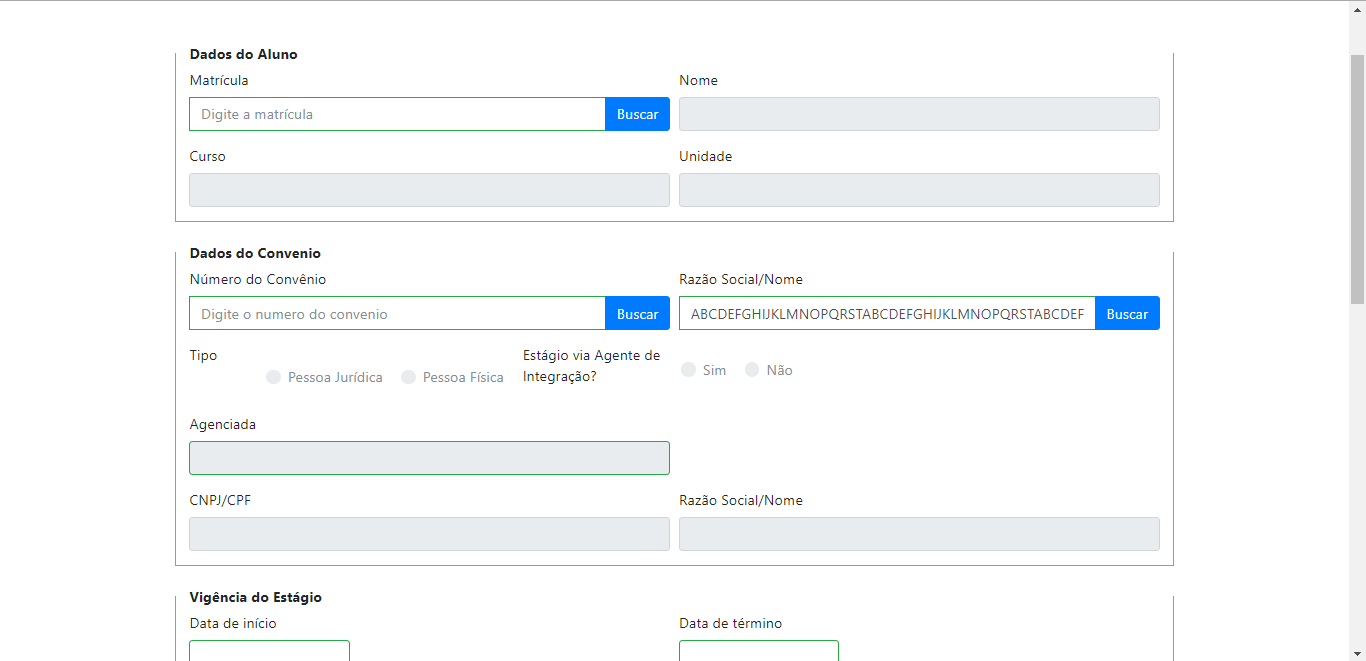 Dados do Aluno
Matrícula Nome
Digite a matrícula Buscar
Curso Unidade
Dados do Convenio
Número do Convênio Razão Social/Nome
Digite o numero do convenio Buscar ABCDEFGHIJKLMNOPQRSTABCDEFGHIJKLMNOPQRSTABCDEF Buscar
Tipo
Pessoa Jurídica Pessoa Física
Estágio via Agente de
Integração?
Sim Não
Agenciada
CNPJ/CPF Razão Social/Nome
Vigência do Estágio
Data de início Data de término